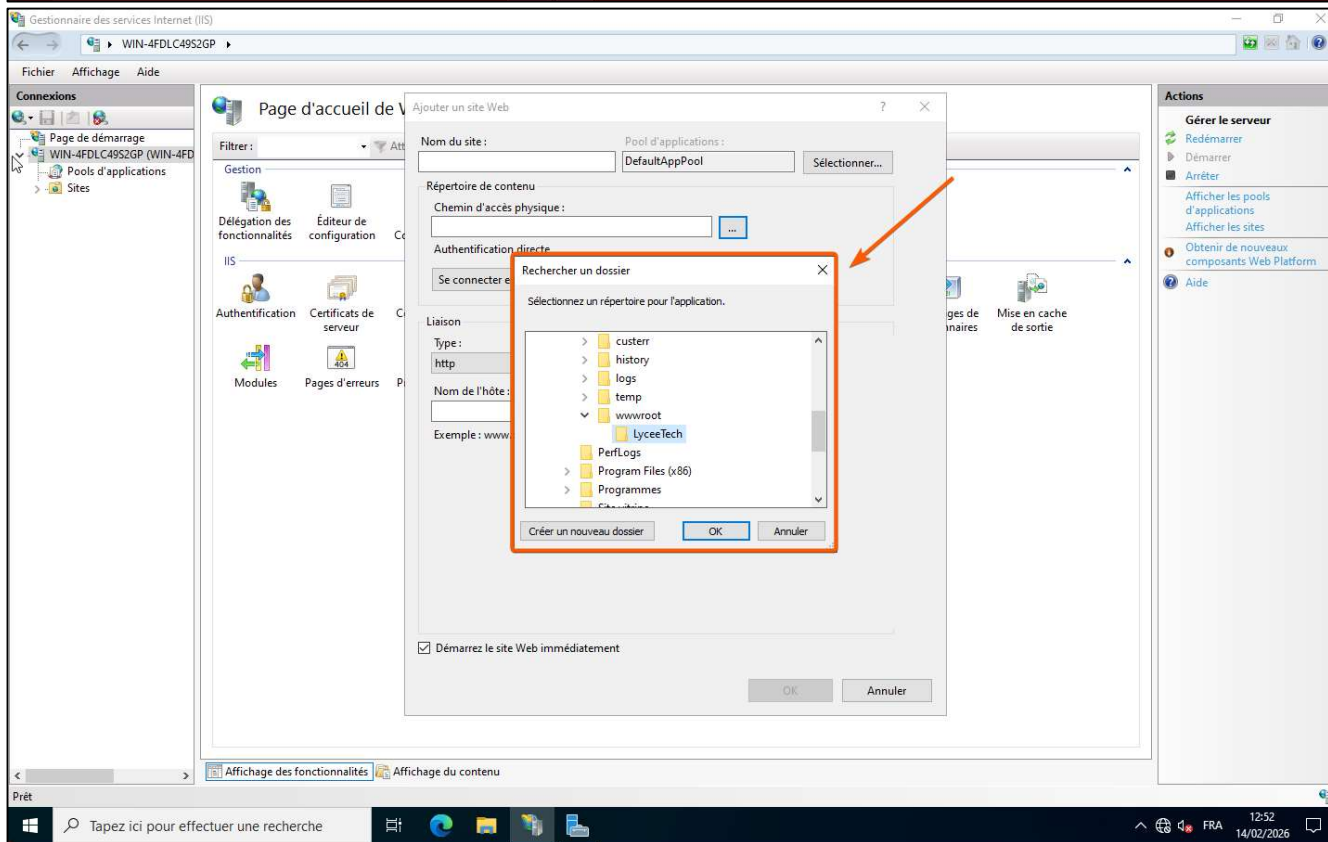 Gestionnaire des services Internet (IIS)
WIN-4FDLC49S2GP
Fichier Affichage Aide
Connexions
Page de démarrage
WIN-4FDLC49S2GP (WIN-4FD
Pools d'applications
Sites
Page d'accueil de
Filtrer :
Gestion
Délégation des fonctionnalités
Éditeur de configuration
IIS
Authentification
Certificats de serveur
Modules
Pages d'erreurs
Ajouter un site Web
?
Nom du site :
Pool d'applications :
DefaultAppPool
Sélectionner...
Répertoire de contenu
Chemin d'accès physique :
...
Authentification directe
Se connecter e
Liaison
Type :
http
Nom de l'hôte :
Exemple : www.
Rechercher un dossier
Sélectionnez un répertoire pour l'application.
custerr
history
logs
temp
wwwroot
LyceeTech
PerfLogs
Program Files (x86)
Programmes
Créer un nouveau dossier
OK
Annuler
Démarrez le site Web immédiatement
OK
Annuler
Mise en cache de sortie
Actions
Gérer le serveur
Redémarrer
Démarrer
Arrêter
Afficher les pools
d'applications
Afficher les sites
Obtenir de nouveaux
composants Web Platform
Aide
Affichage des fonctionnalités
Affichage du contenu
Prêt
Tapez ici pour effectuer une recherche
FRA
12:52
14/02/2026